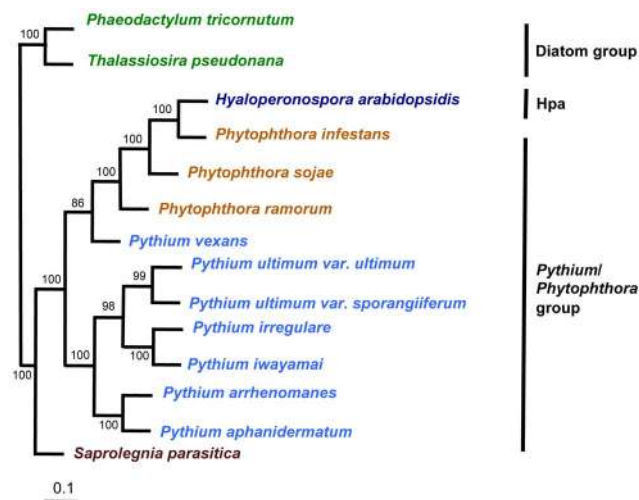 Phaeodactylum tricornutum
100
Thalassiosira pseudonana
Diatom group
Hyaloperonospora arabidopsidis
Hpa
100
Phytophthora infestans
100
Phytophthora sojae
100
Phytophthora ramorum
86
Pythium vexans
100
Pythium ultimum var. ultimum
99
Pythium ultimum var. sporangiiferum
98
Pythium irregulare
100
Pythium iwayamai
100
Pythium arrhenomanes
100
Pythium aphanidermatum
100
Saprolegnia parasitica
Pythium/
Phytophthora
group
0.1